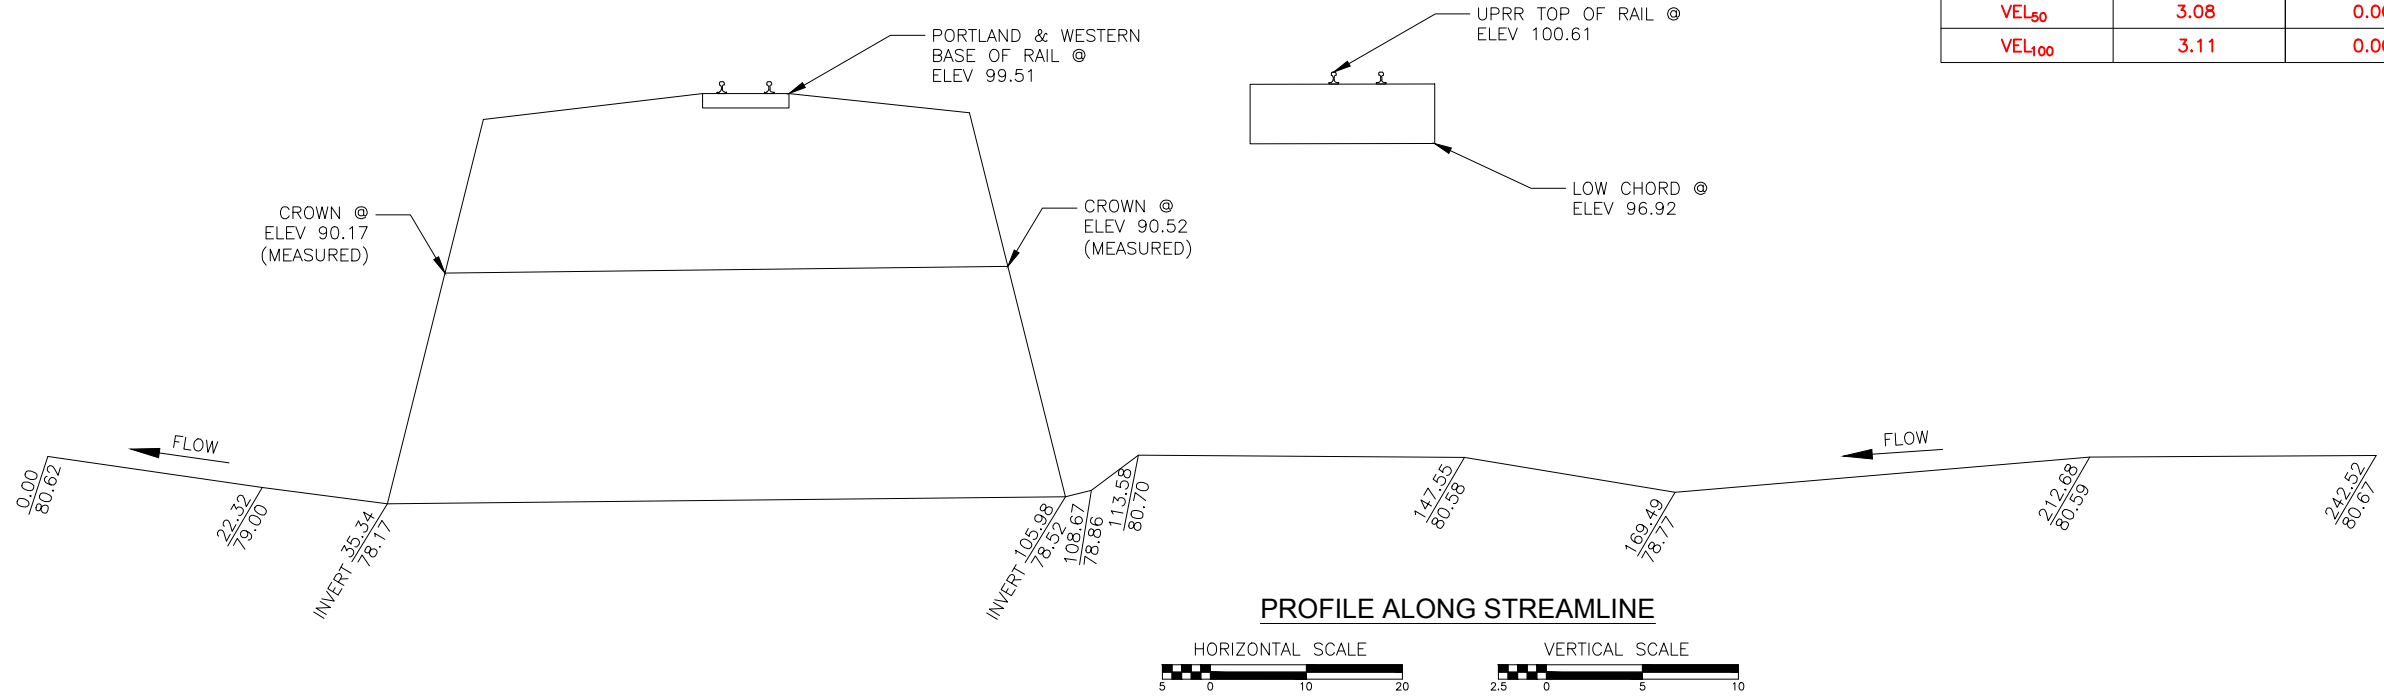 VEL50 3.08
VEL100 3.11
UPRR TOP OF RAIL @
ELEV 100.61
PORTLAND & WESTERN
BASE OF RAIL @
ELEV 99.51
LOW CHORD @
ELEV 96.92
CROWN @
ELEV 90.17
(MEASURED)
CROWN @
ELEV 90.52
(MEASURED)
FLOW
FLOW
0.00
80.62
22.32
79.00
INVERT 35.34
78.17
INVERT 105.98
78.52
108.67
78.86
113.58
80.70
147.55
80.58
169.49
78.77
212.68
80.59
242.52
80.67
PROFILE ALONG STREAMLINE
HORIZONTAL SCALE
5 0 10 20
VERTICAL SCALE
2.5 0 5 10